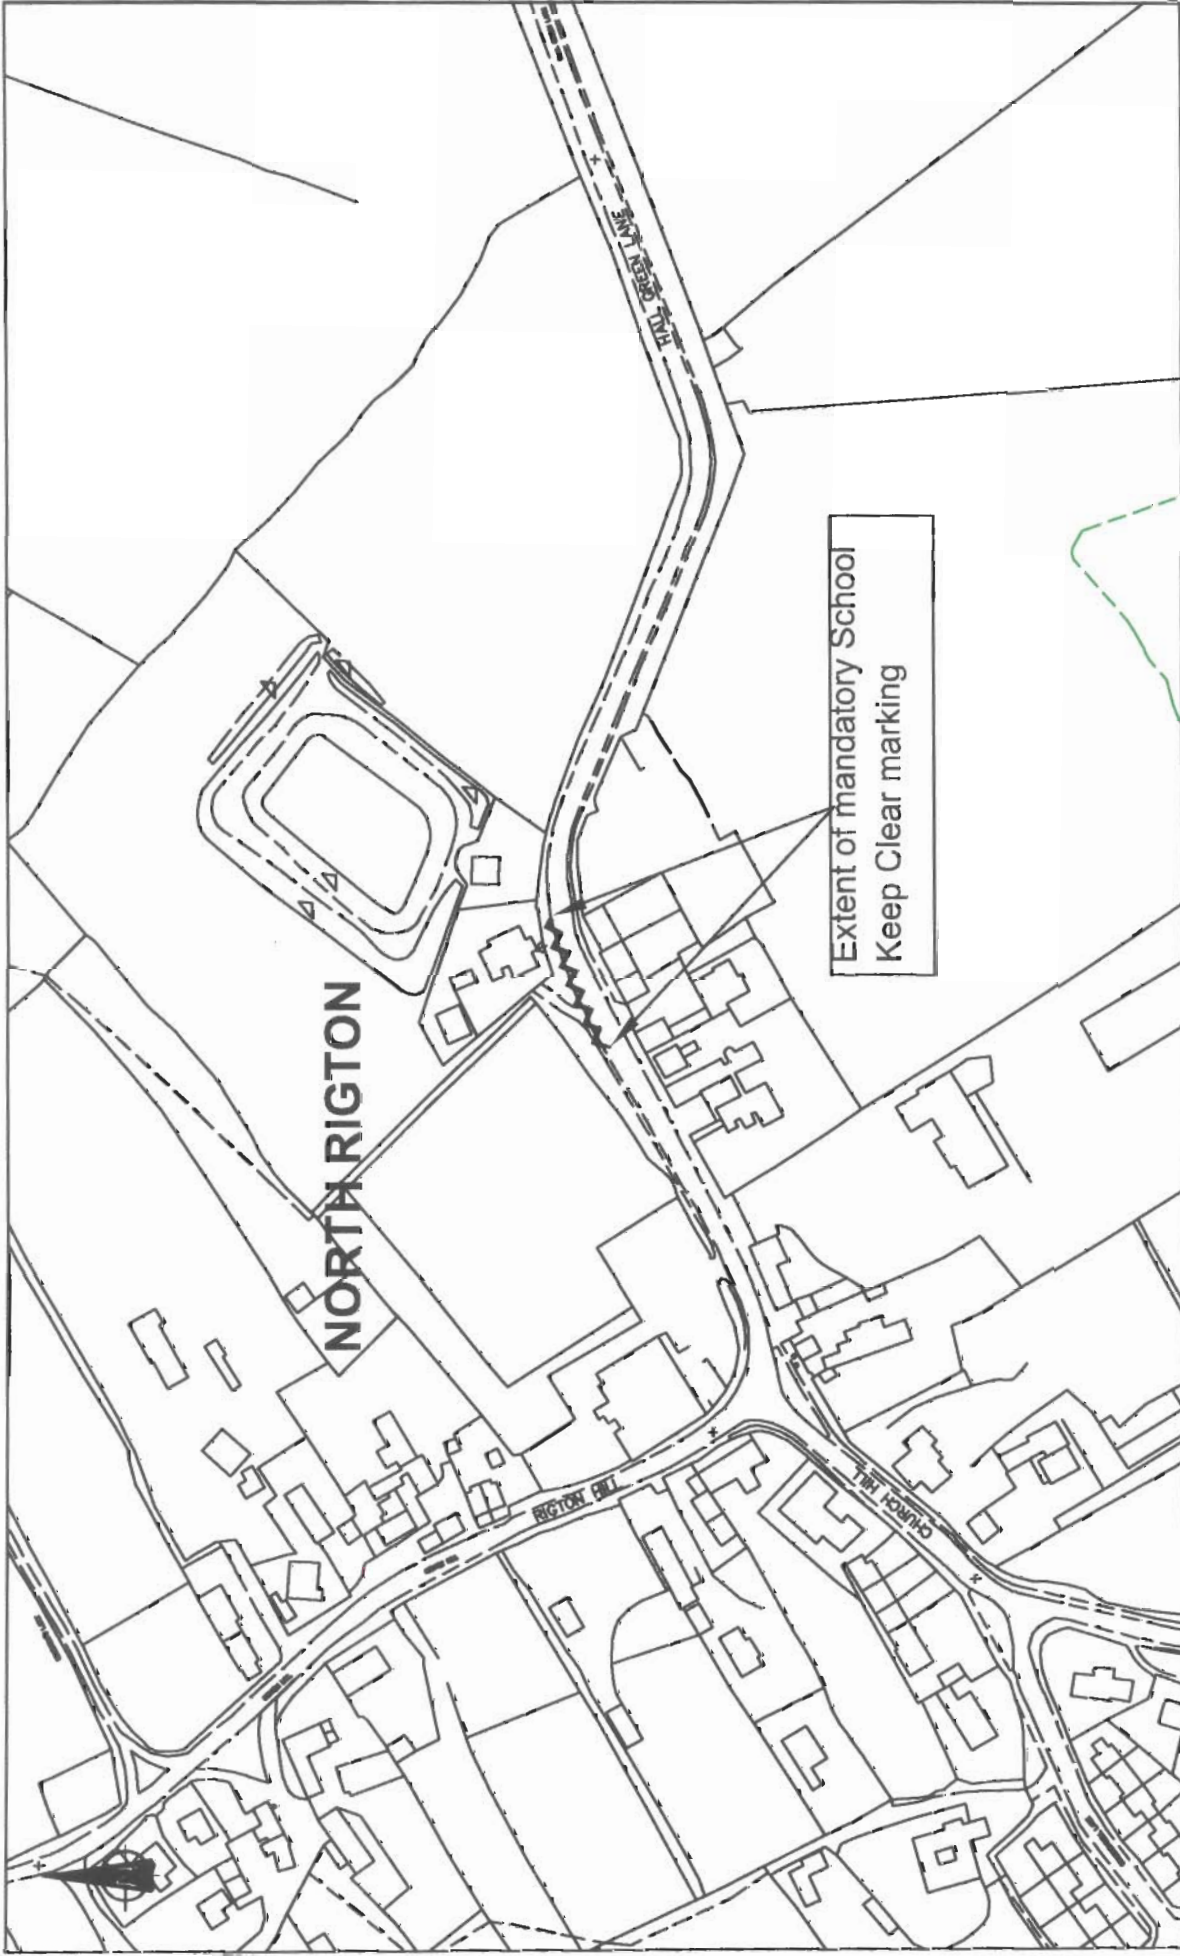 NORTH RIGTON
HALL GREEN LANE
Extent of mandatory School
Keep Clear marking
RIGTON HILL
CHURCH HILL